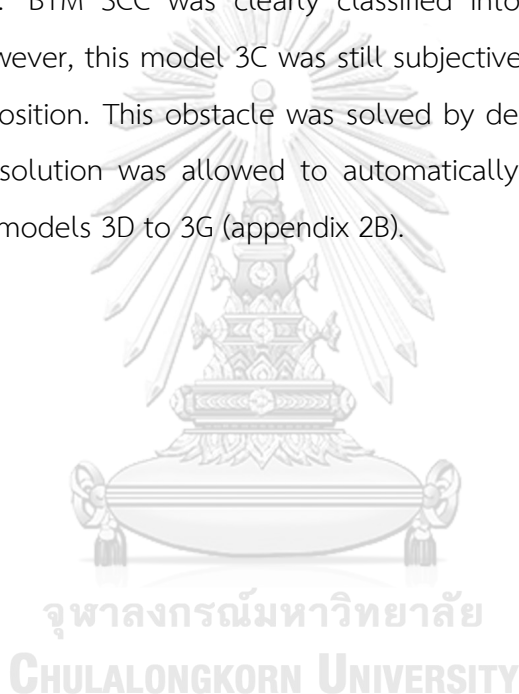 BTM 3CC was clearly classified into
wever, this model 3C was still subjective
osition. This obstacle was solved by de
solution was allowed to automatically
models 3D to 3G (appendix 2B).
จุฬาลงกรณ์มหาวิทยาลัย
CHULALONGKORN UNIVERSITY